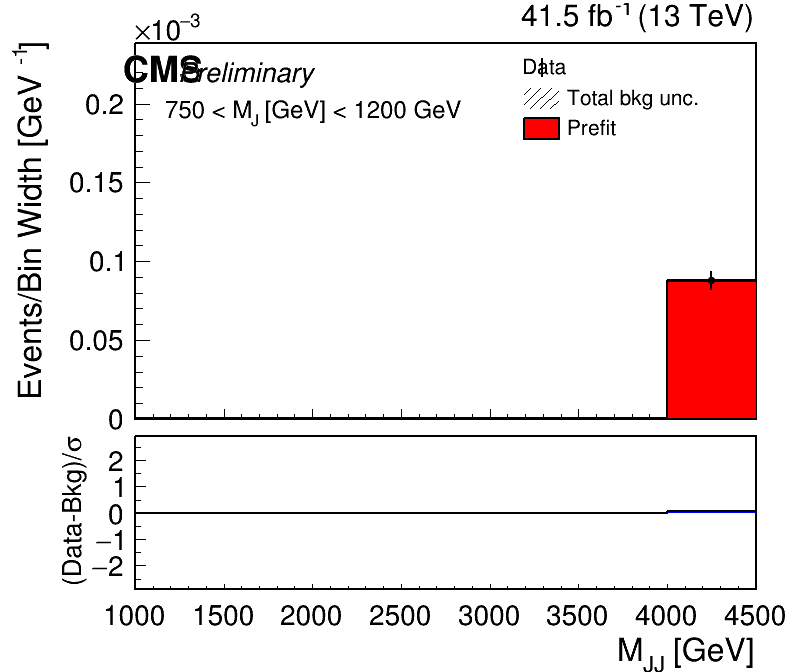 ×10⁻³
41.5 fb⁻¹ (13 TeV)
CMS Preliminary
750 < M_J [GeV] < 1200 GeV
Data
Total bkg unc.
Prefit
Events/Bin Width [GeV⁻¹]
0.2
0.15
0.1
0.05
0
(Data-Bkg)/σ
2
1
0
−1
−2
1000 1500 2000 2500 3000 3500 4000 4500
M_JJ [GeV]